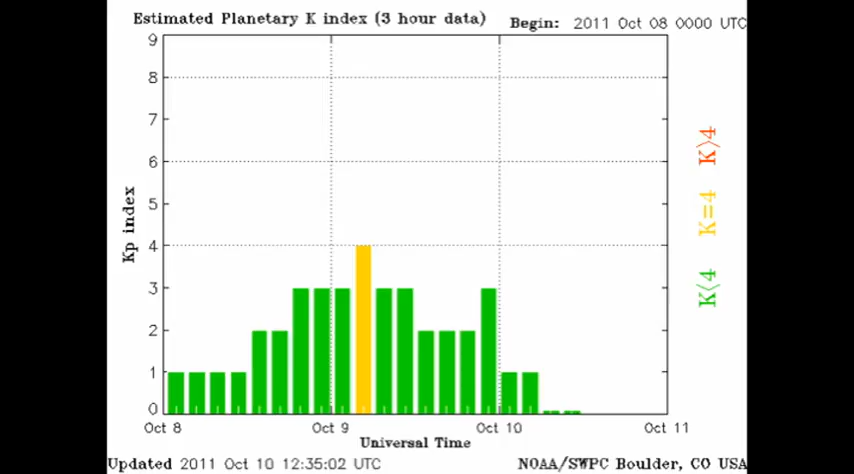 Estimated Planetary K index (3 hour data)
Begin: 2011 Oct 08 0000 UTC
9
8
7
6
5
4
3
2
1
0
Kp index
K>4
K=4
K<4
Oct 8
Oct 9
Oct 10
Oct 11
Universal Time
Updated 2011 Oct 10 12:35:02 UTC
NOAA/SWPC Boulder, CO USA